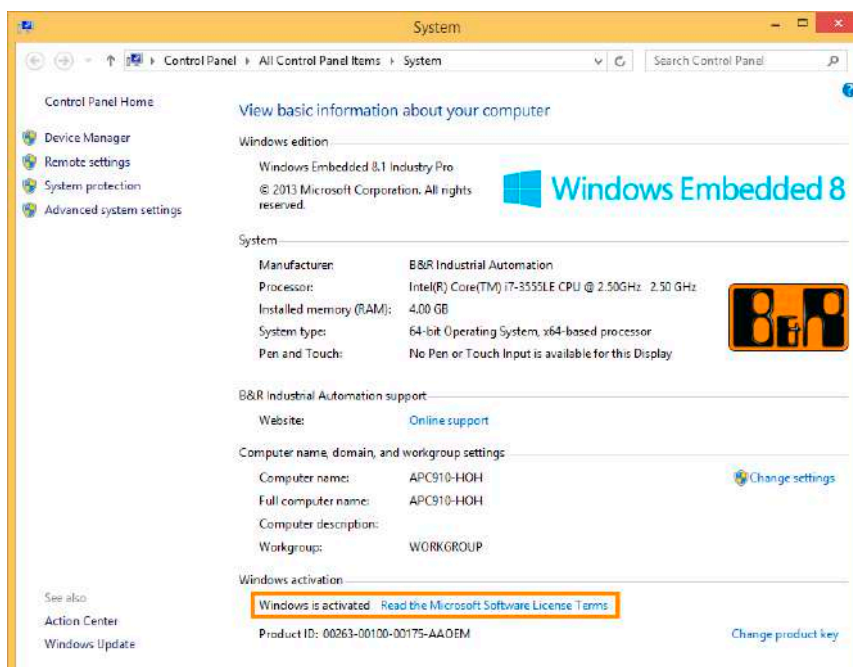 System
Control Panel All Control Panel Items System
Search Control Panel
Control Panel Home
Device Manager
Remote settings
System protection
Advanced system settings
See also
Action Center
Windows Update
View basic information about your computer
Windows edition
Windows Embedded 8.1 Industry Pro
© 2013 Microsoft Corporation. All rights
reserved.
Windows Embedded 8
System
Manufacturer: B&R Industrial Automation
Processor: Intel(R) Core(TM) i7-3555LE CPU @ 2.50GHz 2.50 GHz
Installed memory (RAM): 4.00 GB
System type: 64-bit Operating System, x64-based processor
Pen and Touch: No Pen or Touch Input is available for this Display
B&R
B&R Industrial Automation support
Website: Online support
Computer name, domain, and workgroup settings
Computer name: APC910-HOH
Change settings
Full computer name: APC910-HOH
Computer description:
Workgroup: WORKGROUP
Windows activation
Windows is activated Read the Microsoft Software License Terms
Product ID: 00263-00100-00175-AAOEM
Change product key